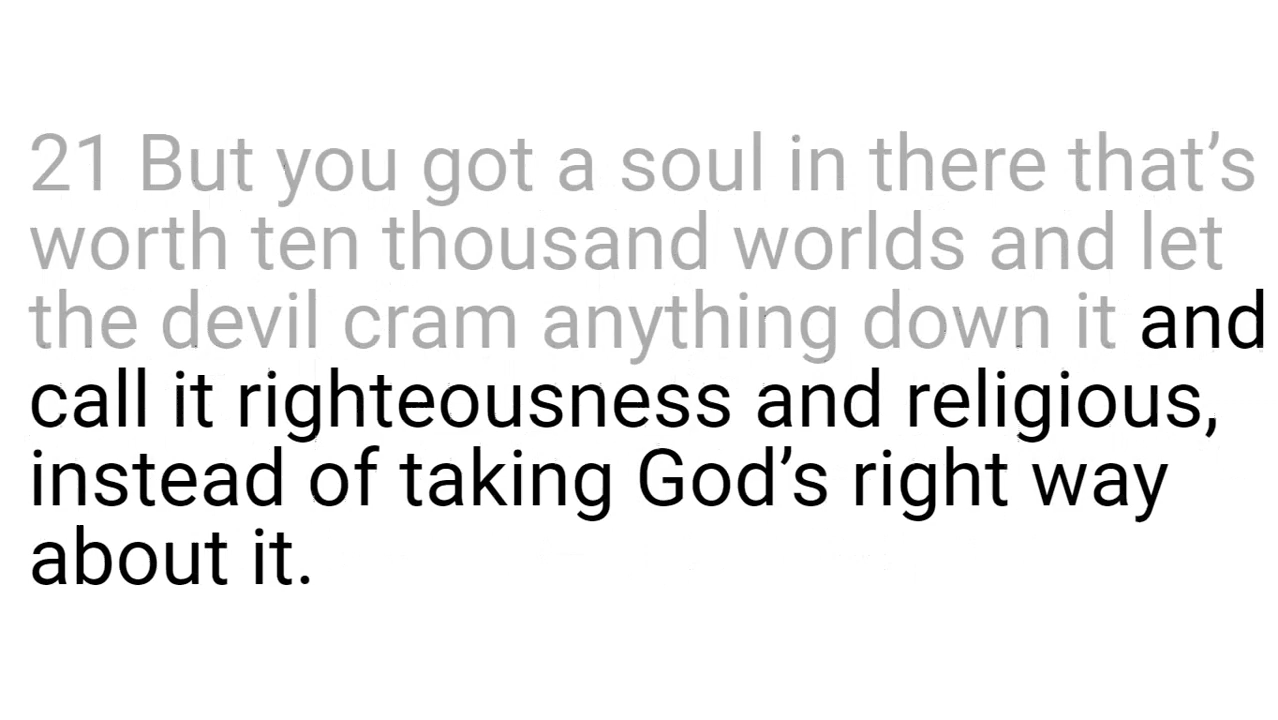 21 But you got a soul in there that’s
worth ten thousand worlds and let
the devil cram anything down it and
call it righteousness and religious,
instead of taking God’s right way
about it.